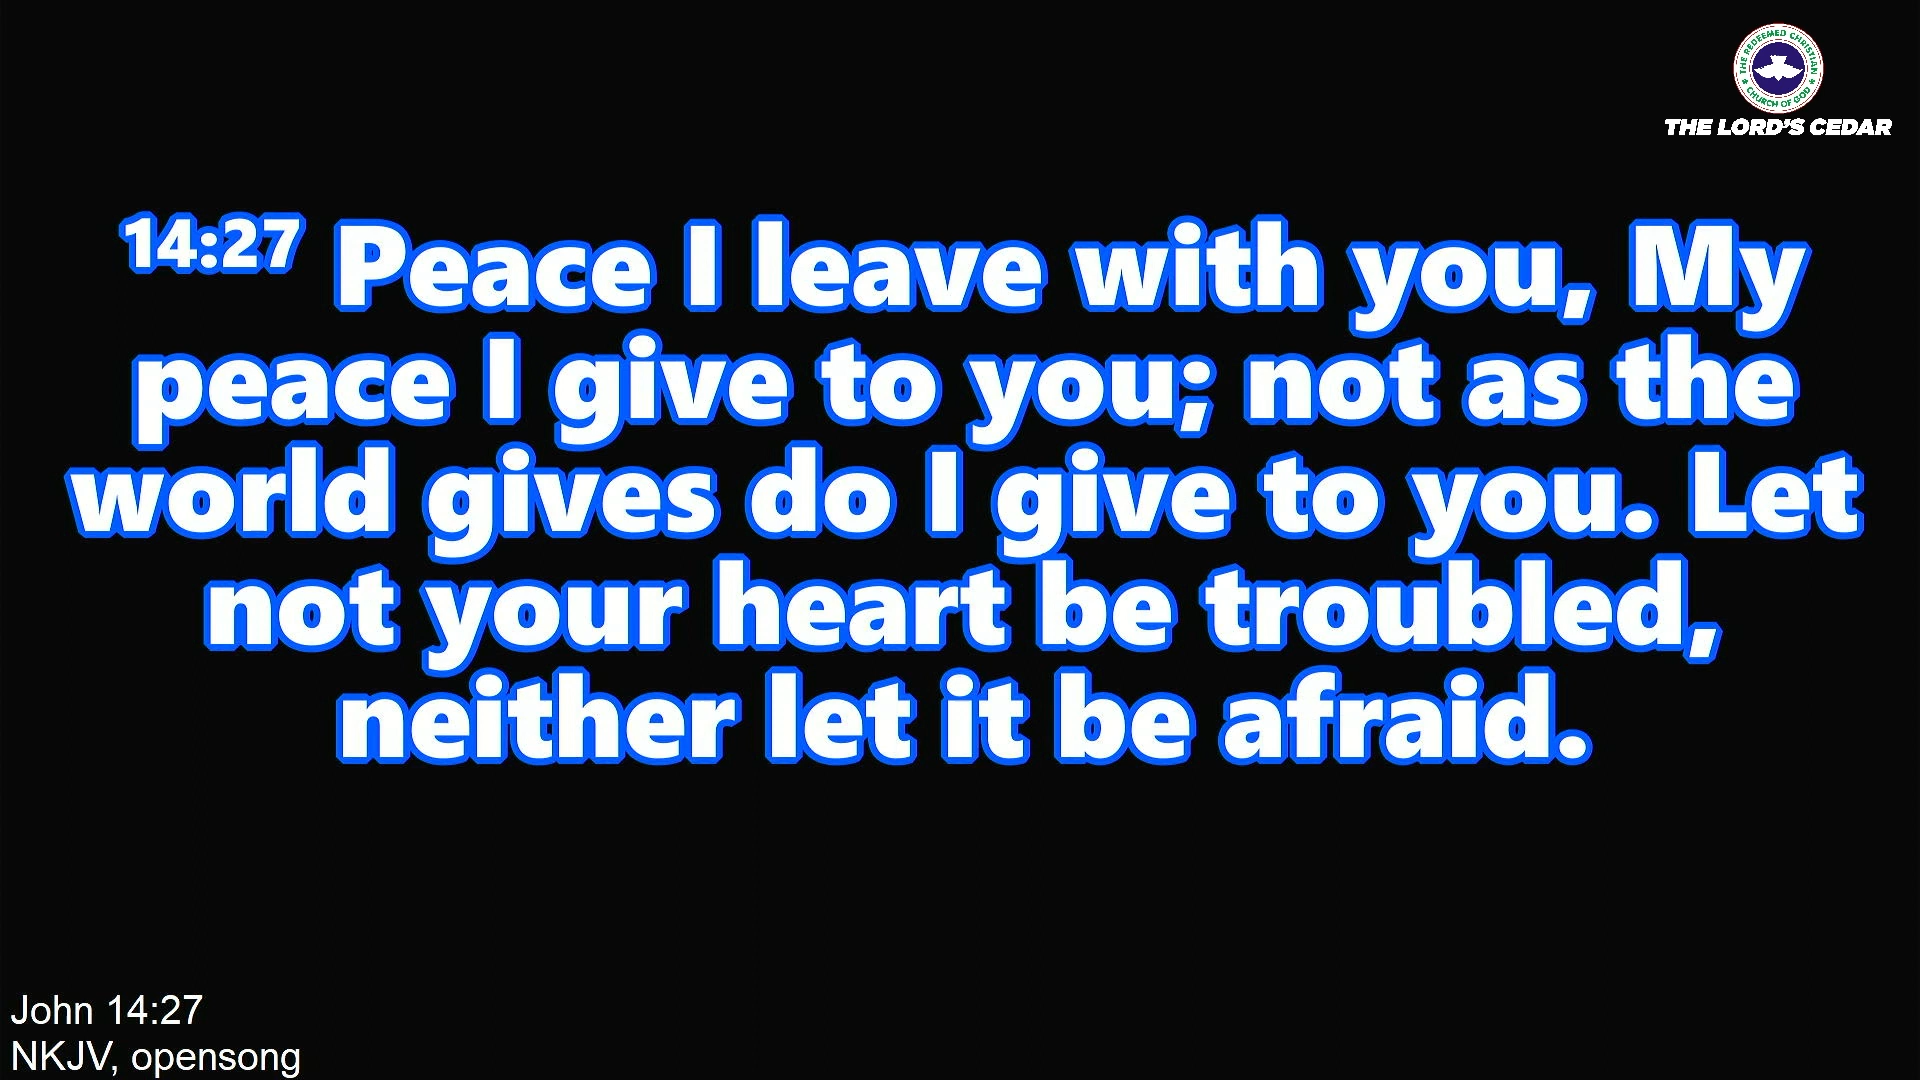 THE REDEEMED CHRISTIAN
CHURCH OF GOD
THE LORD'S CEDAR
14:27 Peace I leave with you, My
peace I give to you; not as the
world gives do I give to you. Let
not your heart be troubled,
neither let it be afraid.
John 14:27
NKJV, opensong